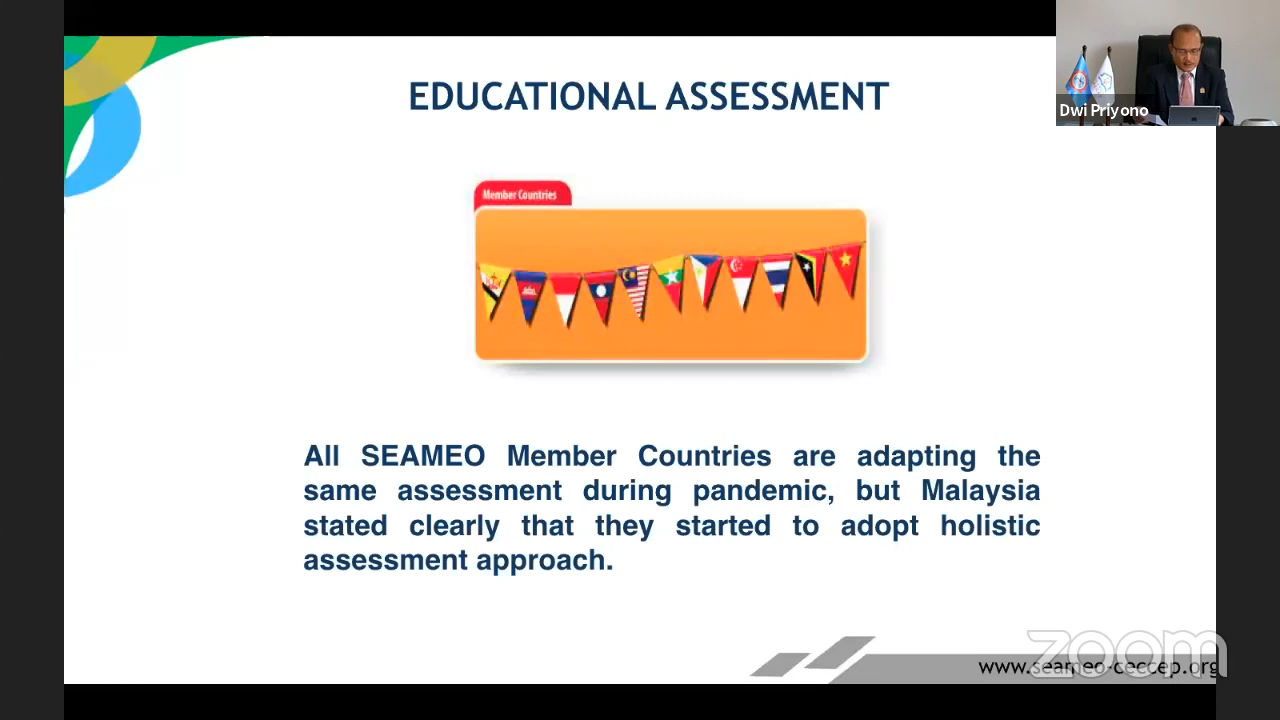 EDUCATIONAL ASSESSMENT
Dwi Priyono
Member Countries
All SEAMEO Member Countries are adapting the
same assessment during pandemic, but Malaysia
stated clearly that they started to adopt holistic
assessment approach.
zoom
www.seameo-ceccep.org